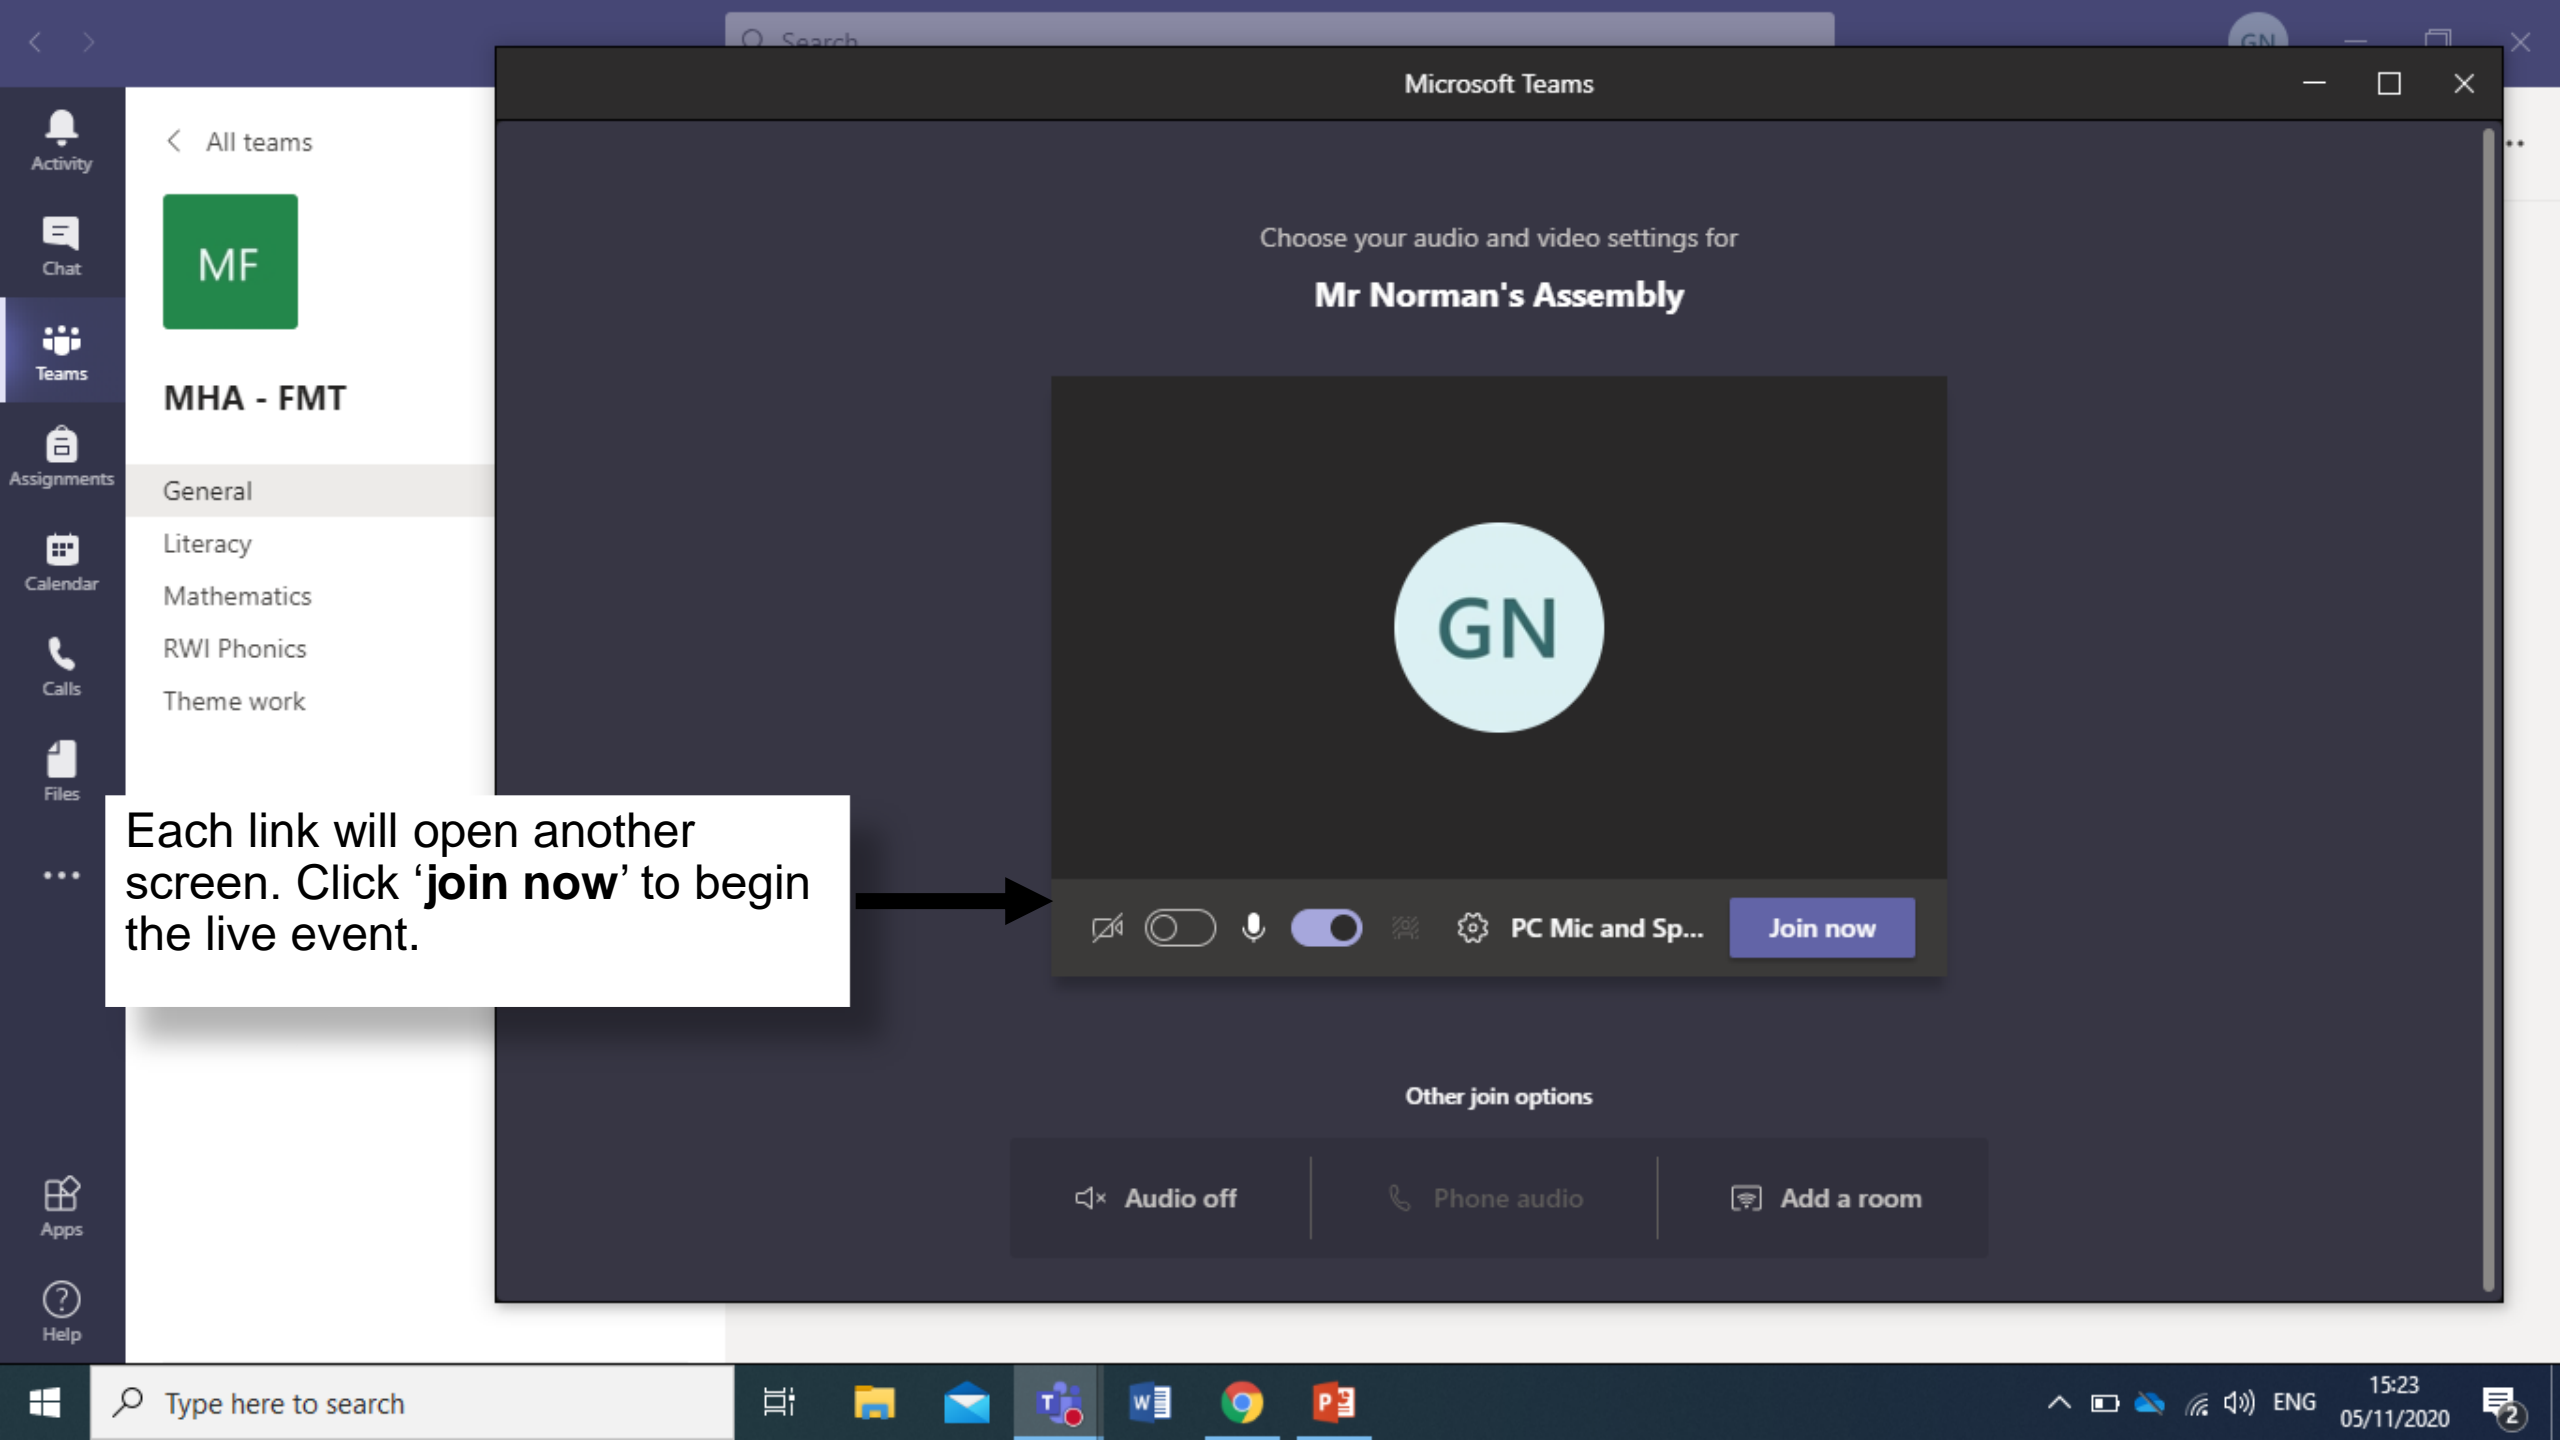 Search
GN
Microsoft Teams
Activity
Chat
Teams
Assignments
Calendar
Calls
Files
Apps
Help
All teams
MF
MHA - FMT
General
Literacy
Mathematics
RWI Phonics
Theme work
Each link will open another
screen. Click ‘join now’ to begin
the live event.
Choose your audio and video settings for
Mr Norman's Assembly
GN
PC Mic and Sp...
Join now
Other join options
Audio off
Phone audio
Add a room
Type here to search
ENG
15:23
05/11/2020
2